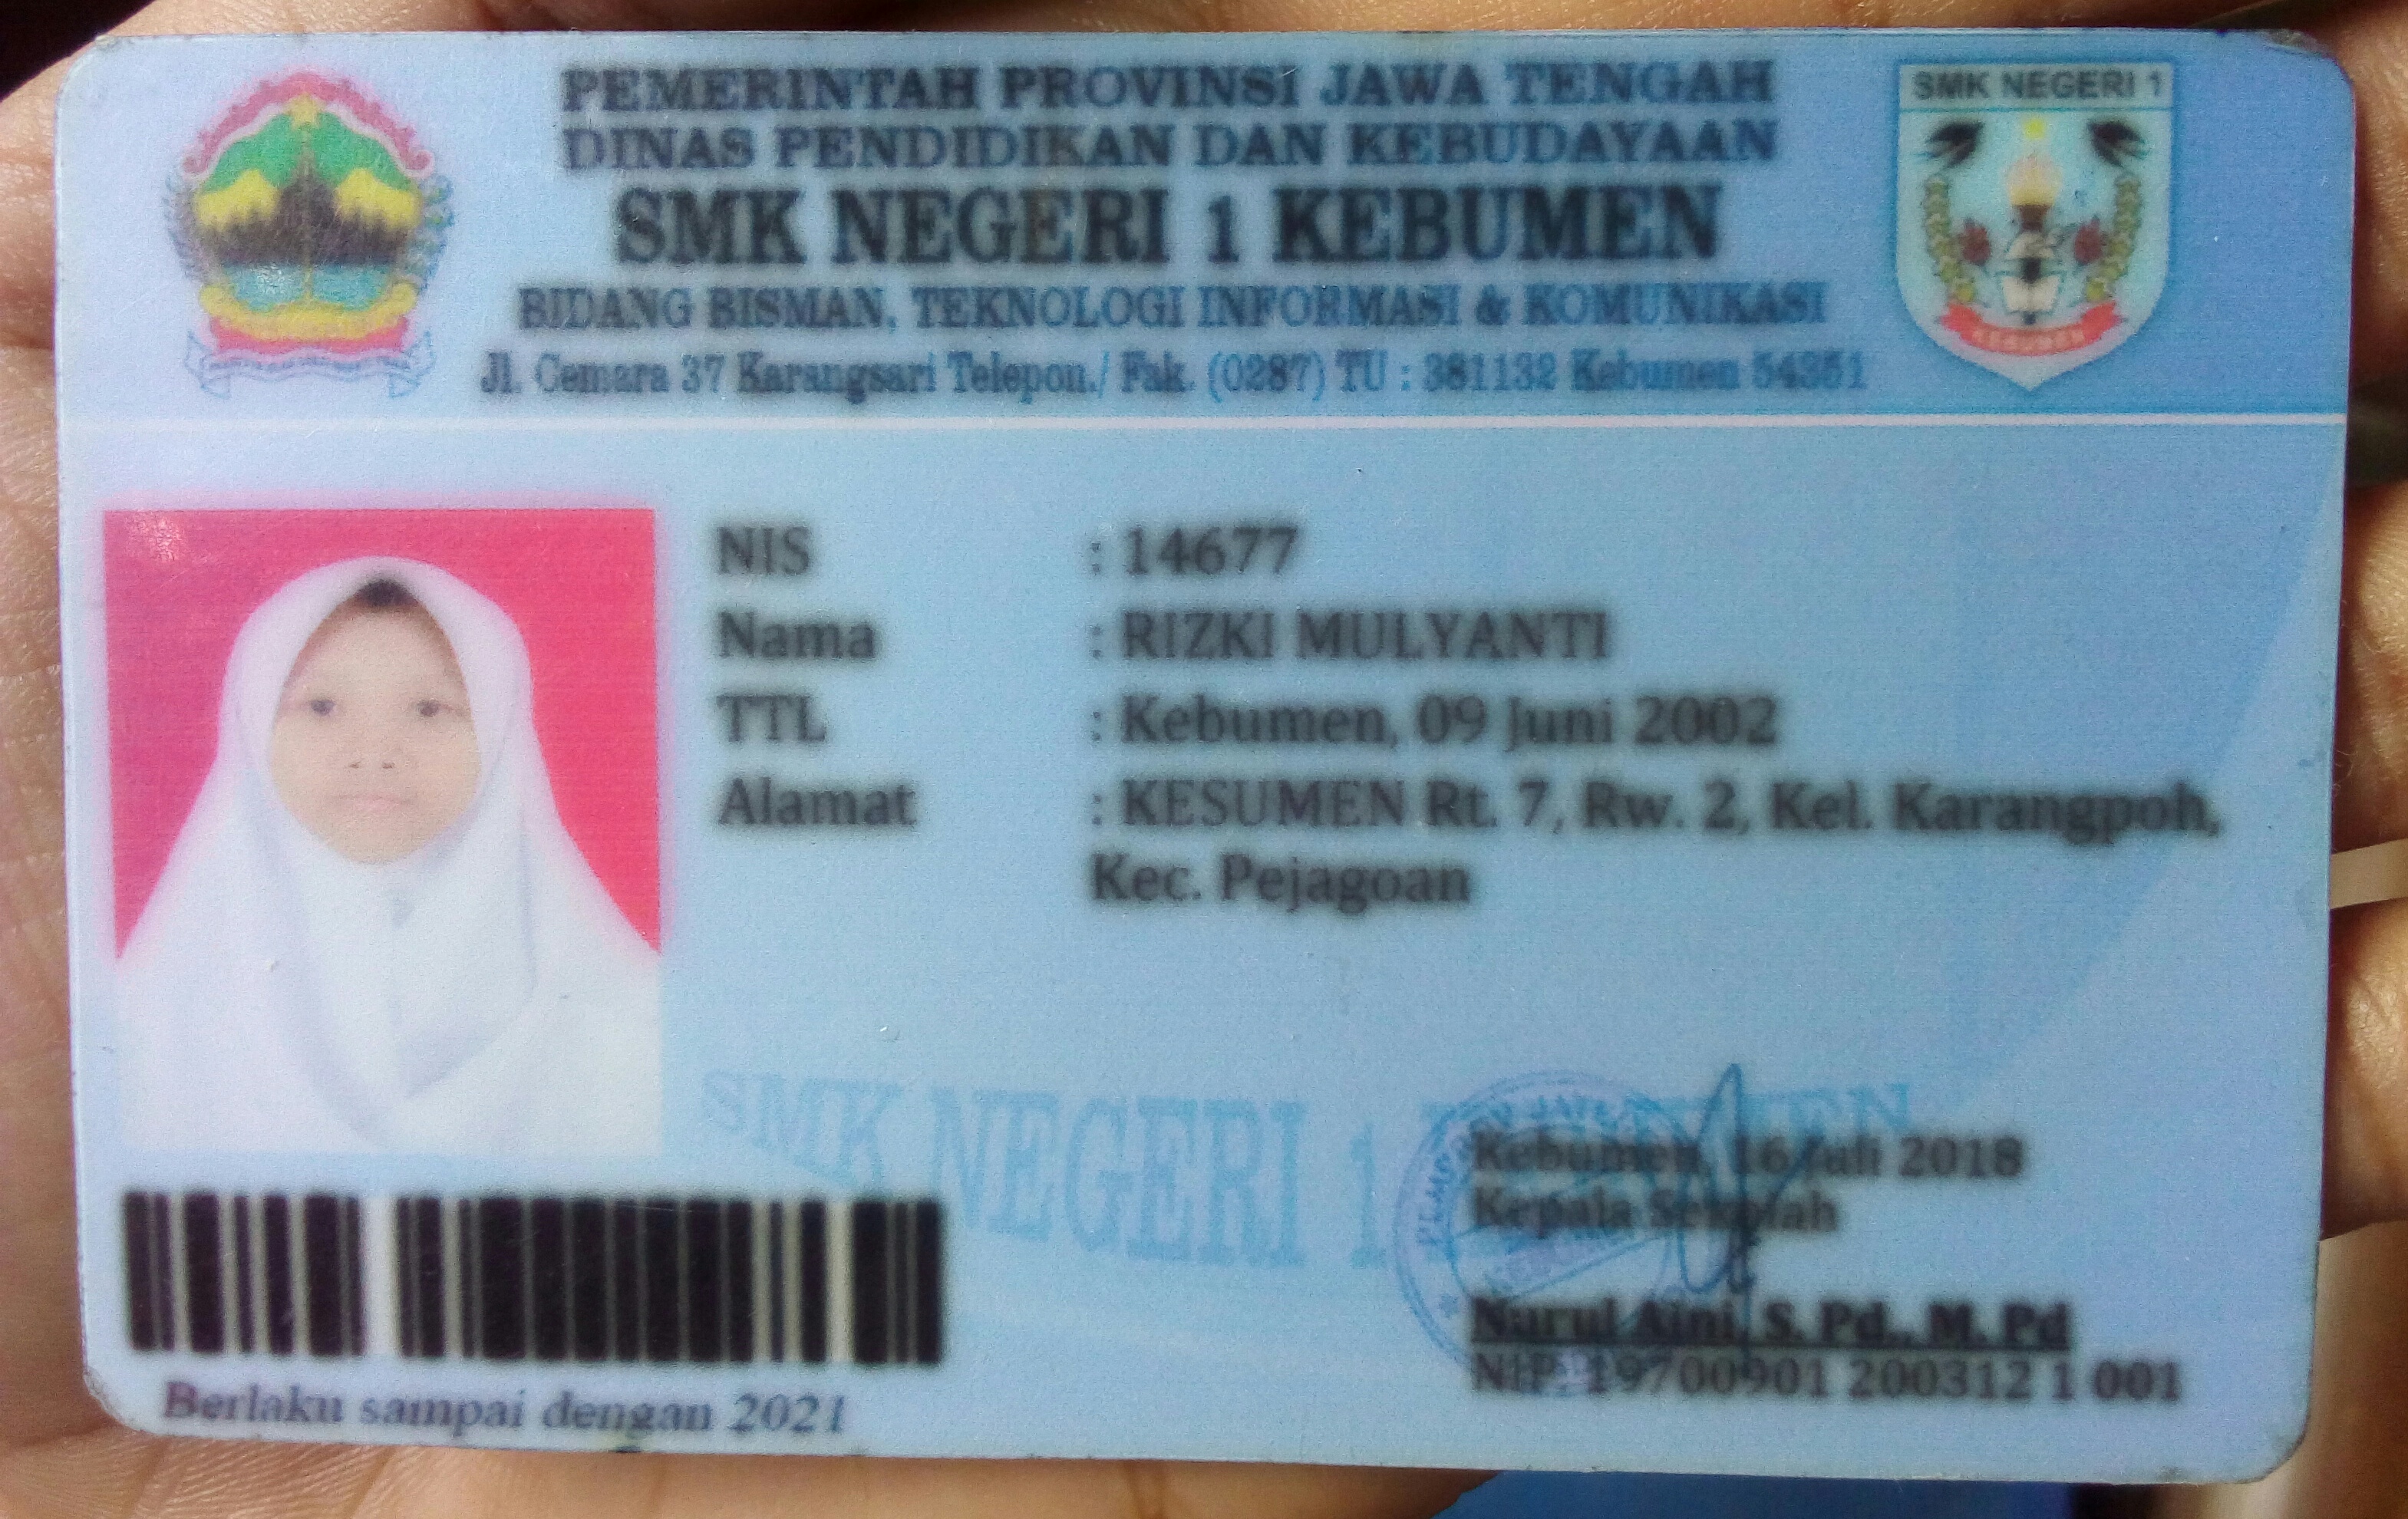 PEMERINTAH PROVINSI JAWA TENGAH
DINAS PENDIDIKAN DAN KEBUDAYAAN
SMK NEGERI 1 KEBUMEN
BIDANG BISMAN, TEKNOLOGI INFORMASI & KOMUNIKASI
Jl. Cemara 37 Karangsari Telepon./ Fak. (0287) TU : 381132 Kebumen 54351
SMK NEGERI 1
KEBUMEN
NIS : 14677
Nama : RIZKI MULYANTI
TTL : Kebumen, 09 Juni 2002
Alamat : KESUMEN Rt. 7, Rw. 2, Kel. Karangpoh,
Kec. Pejagoan
SMK NEGERI 1 KEBUMEN
Kebumen, 16 Juli 2018
Kepala Sekolah
Nurul Aini, S. Pd., M. Pd
NIP. 19700901 200312 1 001
Berlaku sampai dengan 2021